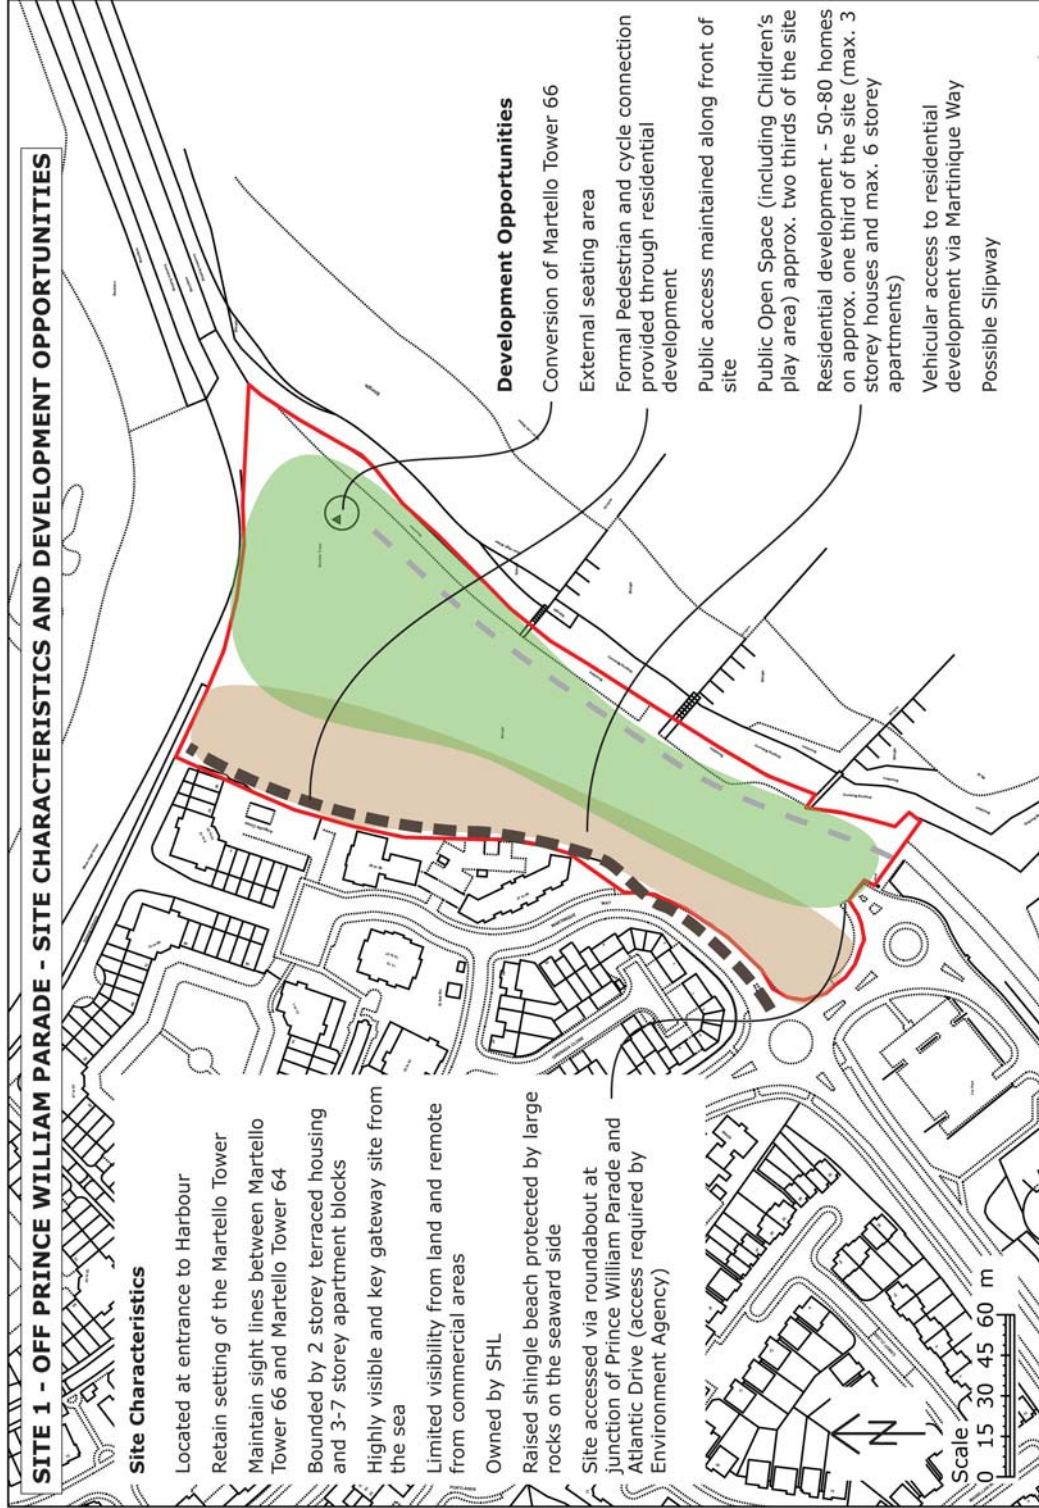 SITE 1 - OFF PRINCE WILLIAM PARADE - SITE CHARACTERISTICS AND DEVELOPMENT OPPORTUNITIES
Site Characteristics
Located at entrance to Harbour
Retain setting of the Martello Tower
Maintain sight lines between Martello
Tower 66 and Martello Tower 64
Bounded by 2 storey terraced housing
and 3-7 storey apartment blocks
Highly visible and key gateway site from
the sea
Limited visibility from land and remote
from commercial areas
Owned by SHL
Raised shingle beach protected by large
rocks on the seaward side
Site accessed via roundabout at
junction of Prince William Parade and
Atlantic Drive (access required by
Environment Agency)
N
Scale
0 15 30 45 60 m
Development Opportunities
Conversion of Martello Tower 66
External seating area
Formal Pedestrian and cycle connection
provided through residential
development
Public access maintained along front of
site
Public Open Space (including Children's
play area) approx. two thirds of the site
Residential development - 50-80 homes
on approx. one third of the site (max. 3
storey houses and max. 6 storey
apartments)
Vehicular access to residential
development via Martinique Way
Possible Slipway